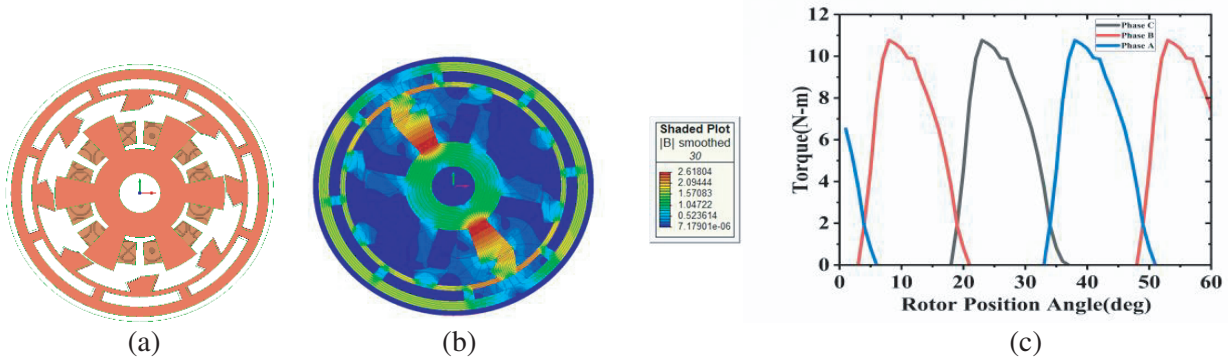 Shaded Plot
|B| smoothed
30
2.61804
2.09444
1.57083
1.04722
0.523614
7.17901e-06
Phase C
Phase B
Phase A
Torque(N-m)
12
10
8
6
4
2
0
0 10 20 30 40 50 60
Rotor Position Angle(deg)
(a) (b) (c)